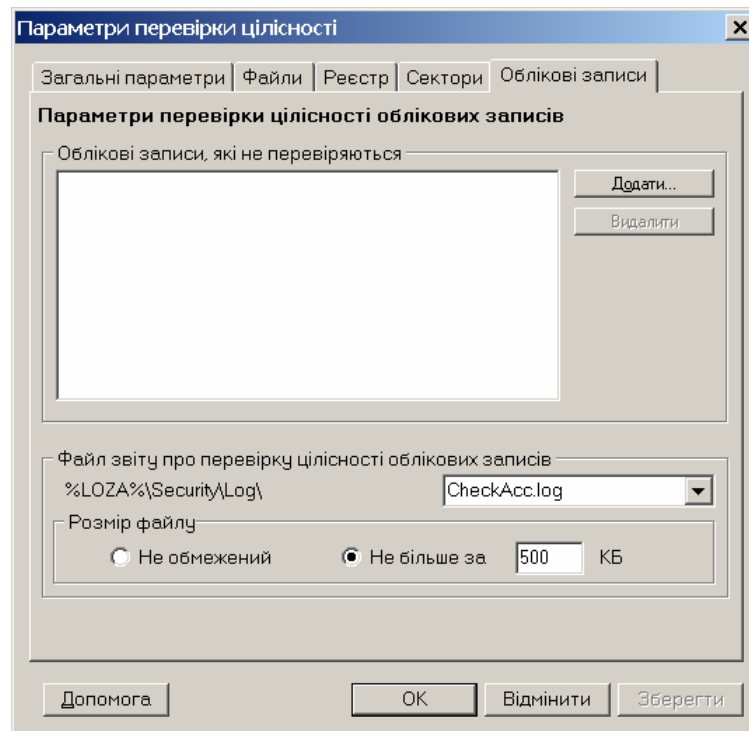 Параметри перевірки цілісності
Загальні параметри Файли Реєстр Сектори Облікові записи
Параметри перевірки цілісності облікових записів
Облікові записи, які не перевіряються
Додати...
Видалити
Файл звіту про перевірку цілісності облікових записів
%LOZA%\Security\Log\ CheckAcc.log
Розмір файлу
Не обмежений Не більше за 500 КБ
Допомога OK Відмінити Зберегти